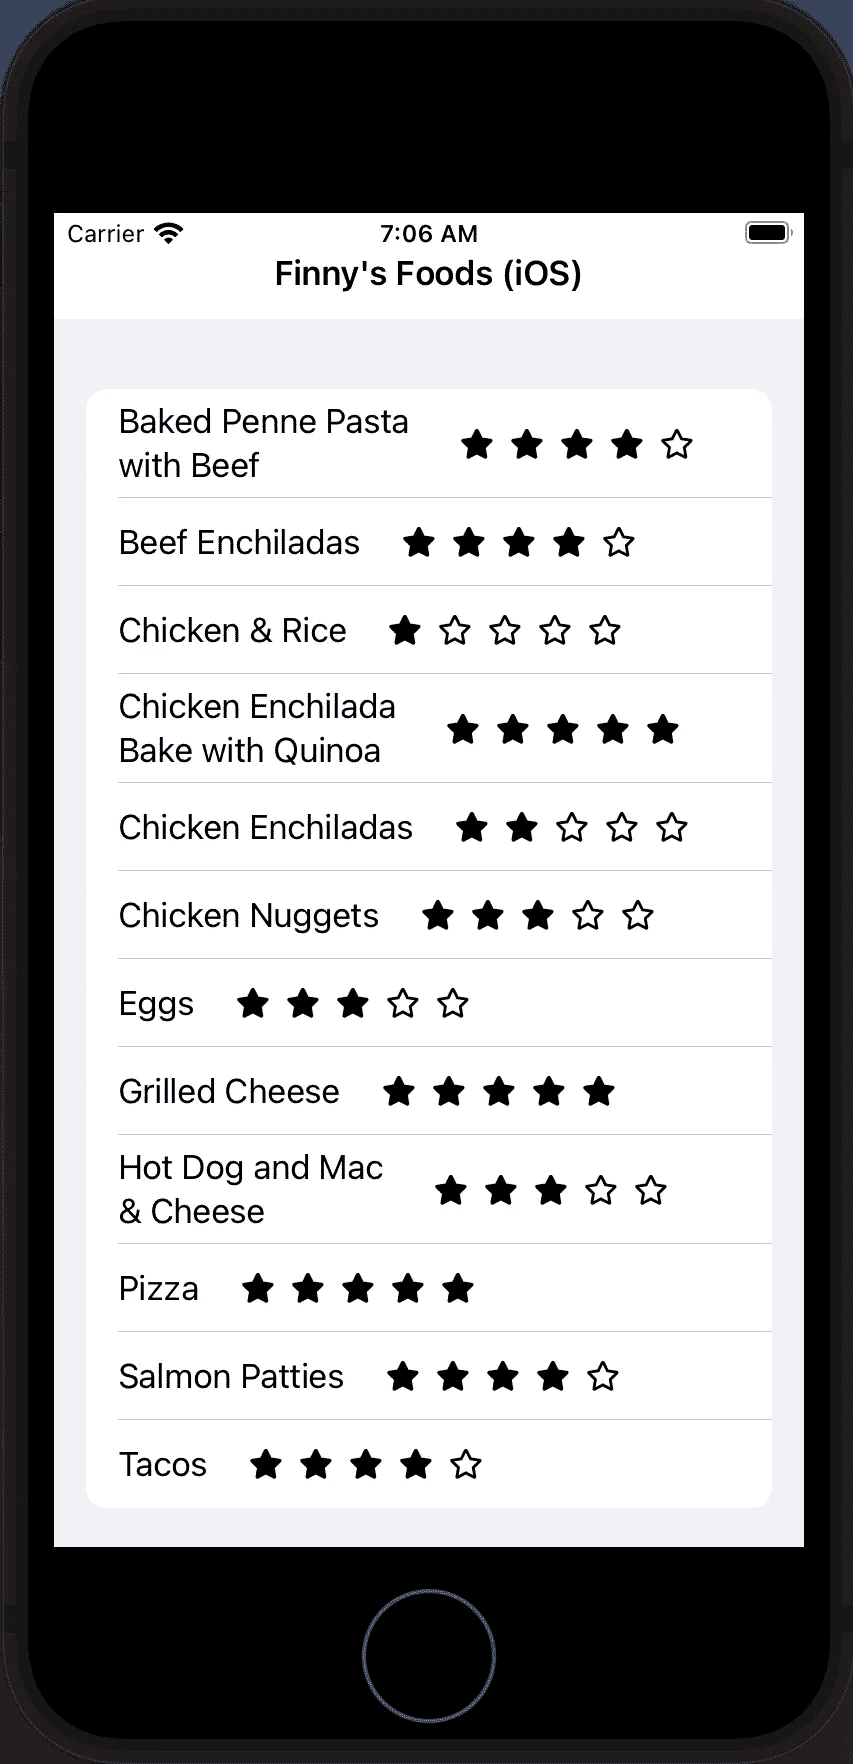 Carrier 7:06 AM
Finny's Foods (iOS)
Baked Penne Pasta
with Beef
Beef Enchiladas
Chicken & Rice
Chicken Enchilada
Bake with Quinoa
Chicken Enchiladas
Chicken Nuggets
Eggs
Grilled Cheese
Hot Dog and Mac
& Cheese
Pizza
Salmon Patties
Tacos